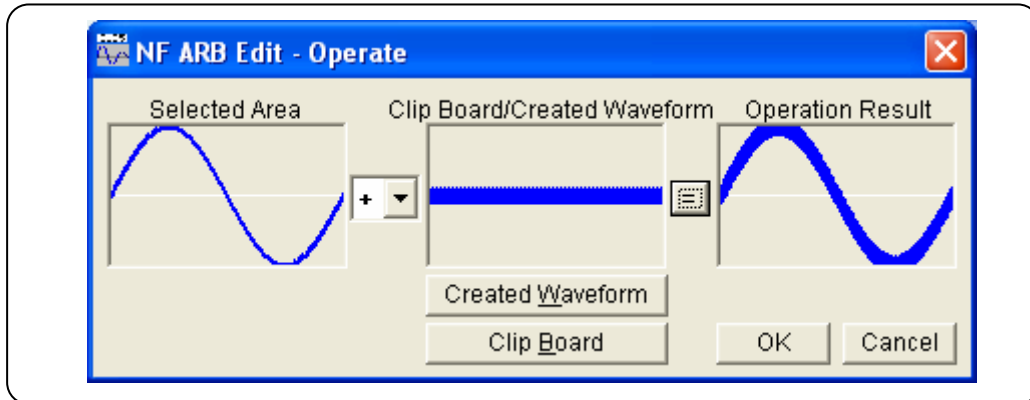 NF ARB Edit - Operate
Selected Area
Clip Board/Created Waveform
Operation Result
+
=
Created Waveform
Clip Board
OK
Cancel